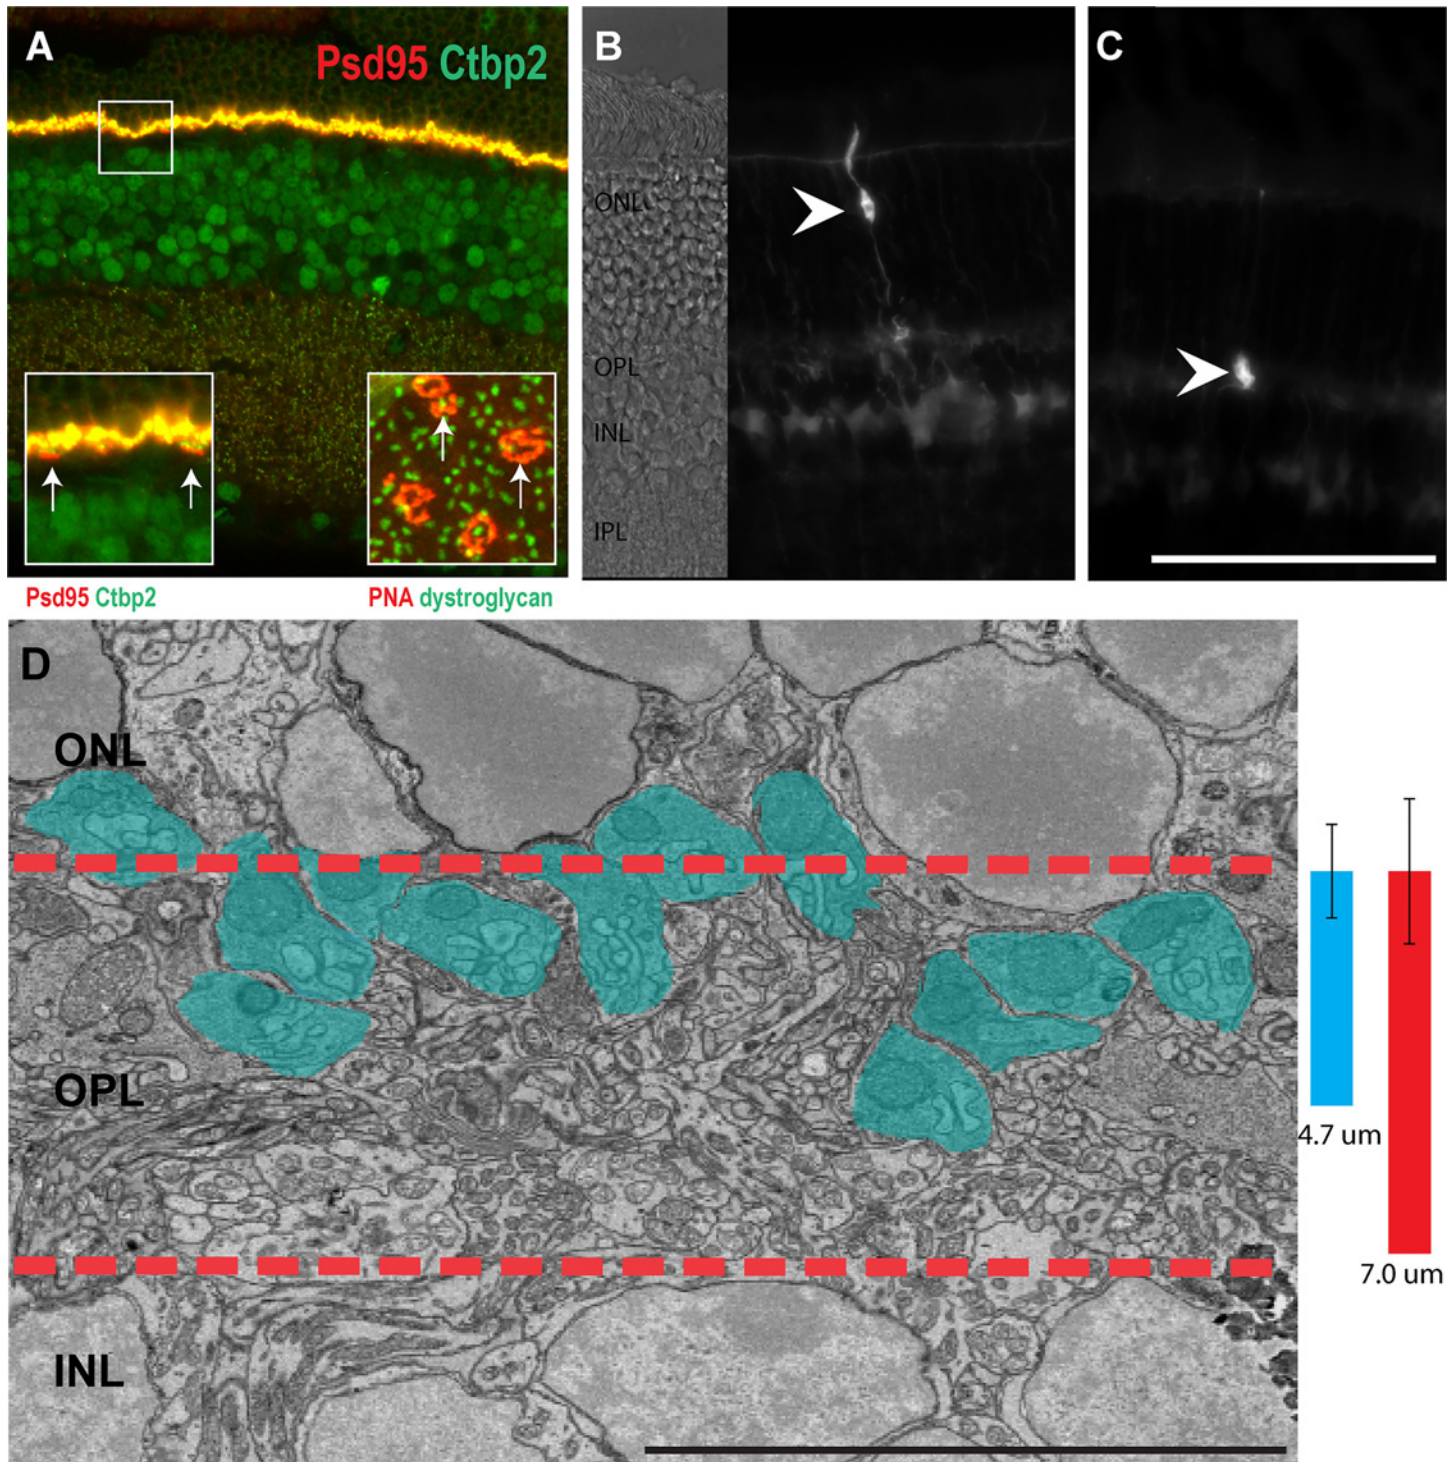 A
Psd95 Ctbp2
B
C
ONL
OPL
INL
IPL
Psd95 Ctbp2
PNA dystroglycan
D
ONL
OPL
INL
4.7 um
7.0 um